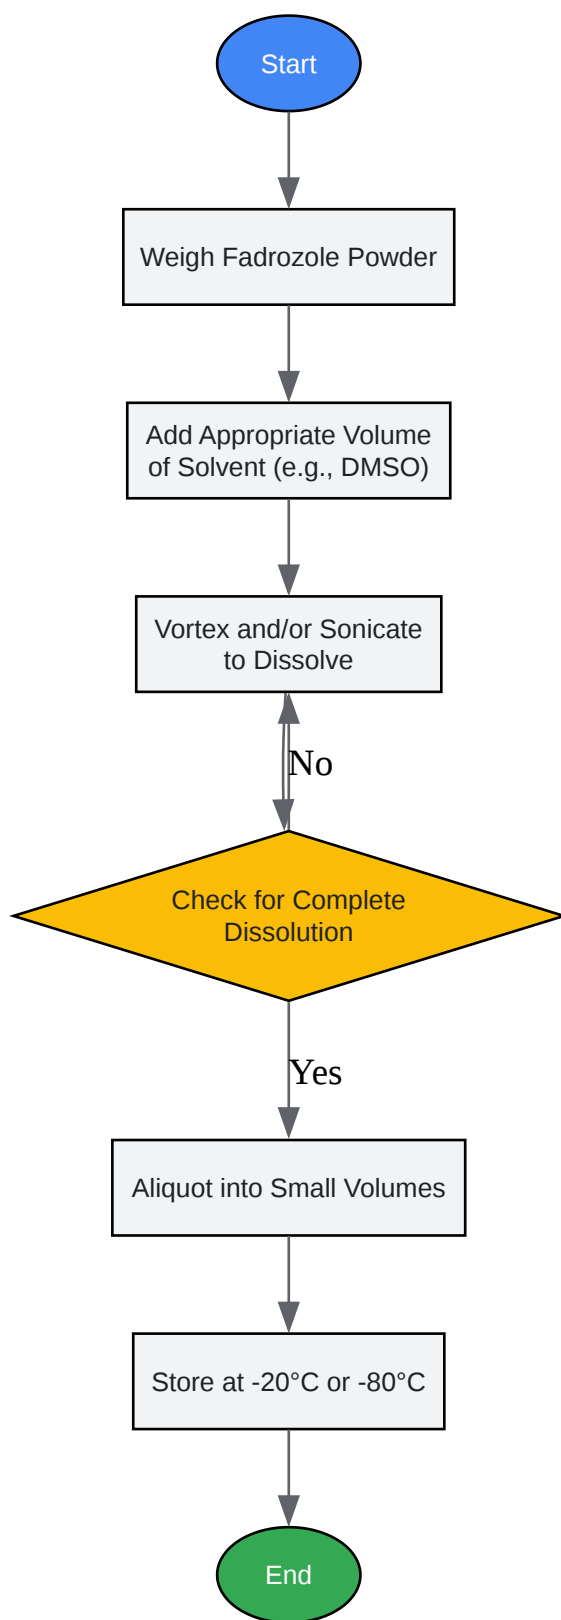 Start
Weigh Fadrozole Powder
Add Appropriate Volume
of Solvent (e.g., DMSO)
Vortex and/or Sonicate
to Dissolve
No
Check for Complete
Dissolution
Yes
Aliquot into Small Volumes
Store at -20°C or -80°C
End